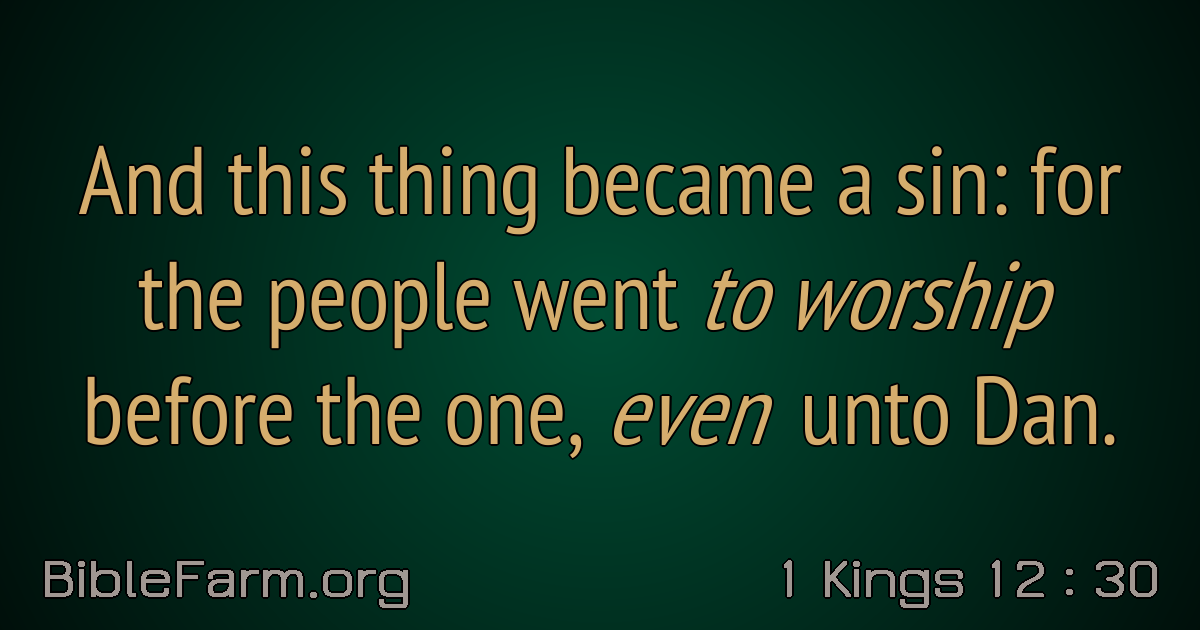 And this thing became a sin: for
the people went to worship
before the one, even unto Dan.
BibleFarm.org
1 Kings 12 : 30